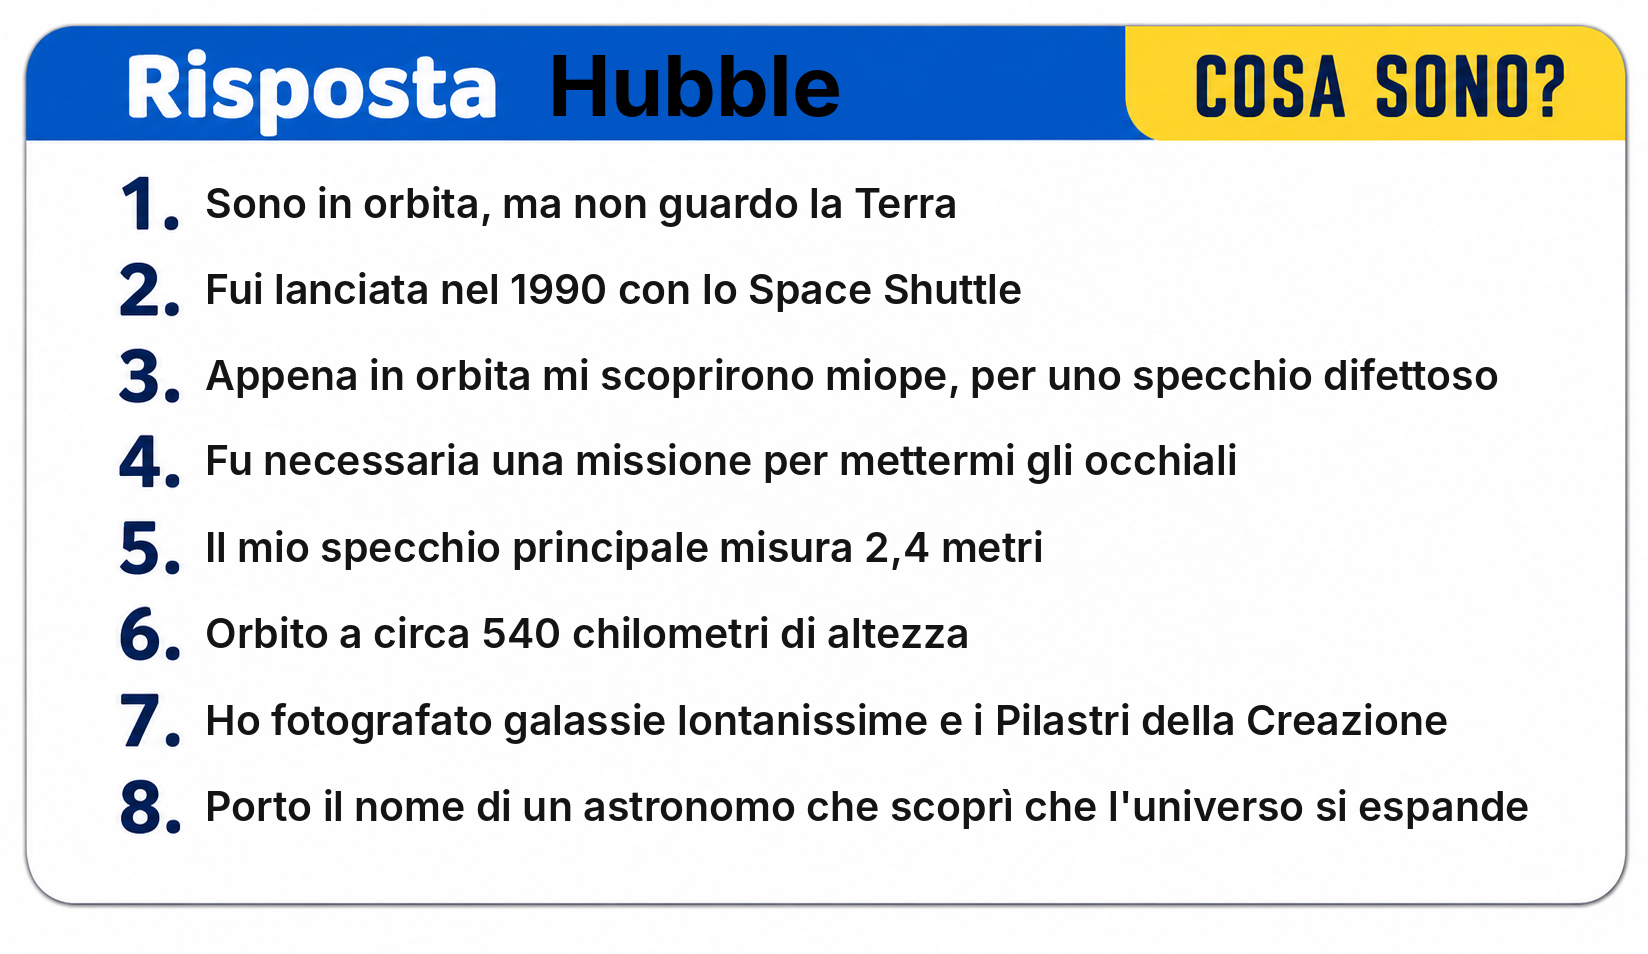 Risposta Hubble COSA SONO?
1. Sono in orbita, ma non guardo la Terra
2. Fui lanciata nel 1990 con lo Space Shuttle
3. Appena in orbita mi scoprirono miope, per uno specchio difettoso
4. Fu necessaria una missione per mettermi gli occhiali
5. Il mio specchio principale misura 2,4 metri
6. Orbito a circa 540 chilometri di altezza
7. Ho fotografato galassie lontanissime e i Pilastri della Creazione
8. Porto il nome di un astronomo che scoprì che l'universo si espande